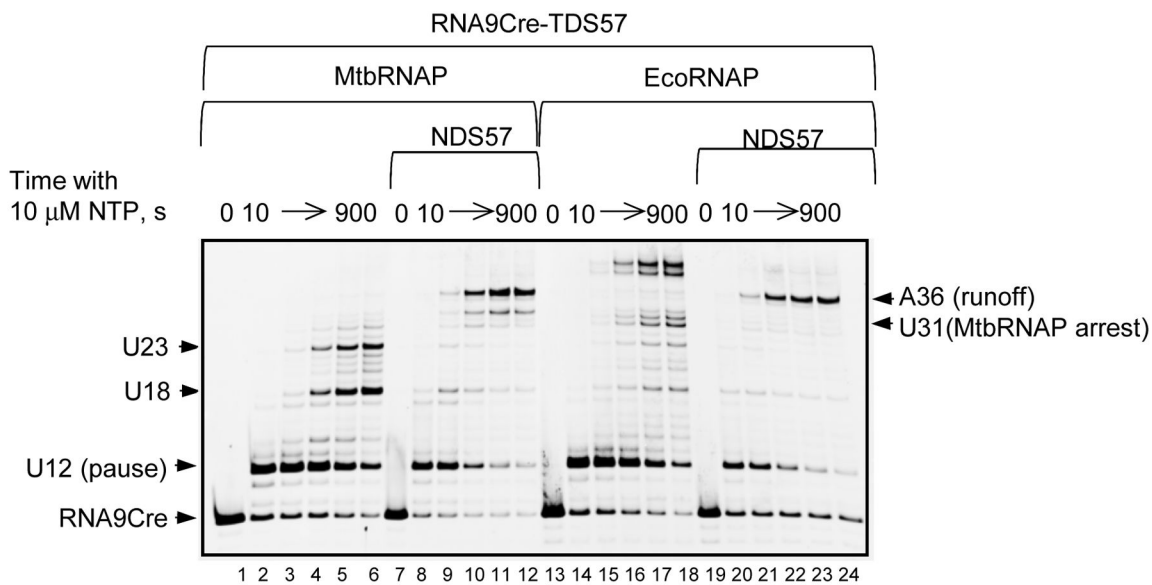 RNA9Cre-TDS57
MtbRNAP EcoRNAP
NDS57 NDS57
Time with
10 μM NTP, s
0 10 → 900 0 10 → 900 0 10 → 900 0 10 → 900
A36 (runoff)
U31(MtbRNAP arrest)
U23
U18
U12 (pause)
RNA9Cre
1 2 3 4 5 6 7 8 9 10 11 12 13 14 15 16 17 18 19 20 21 22 23 24